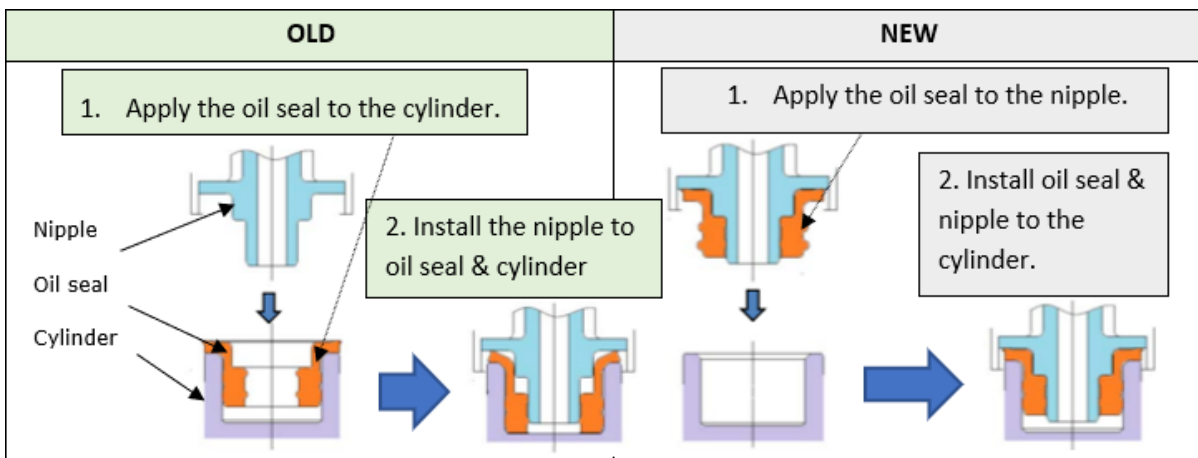 OLD
NEW
1. Apply the oil seal to the cylinder.
1. Apply the oil seal to the nipple.
Nipple
Oil seal
Cylinder
2. Install the nipple to
oil seal & cylinder
2. Install oil seal &
nipple to the
cylinder.